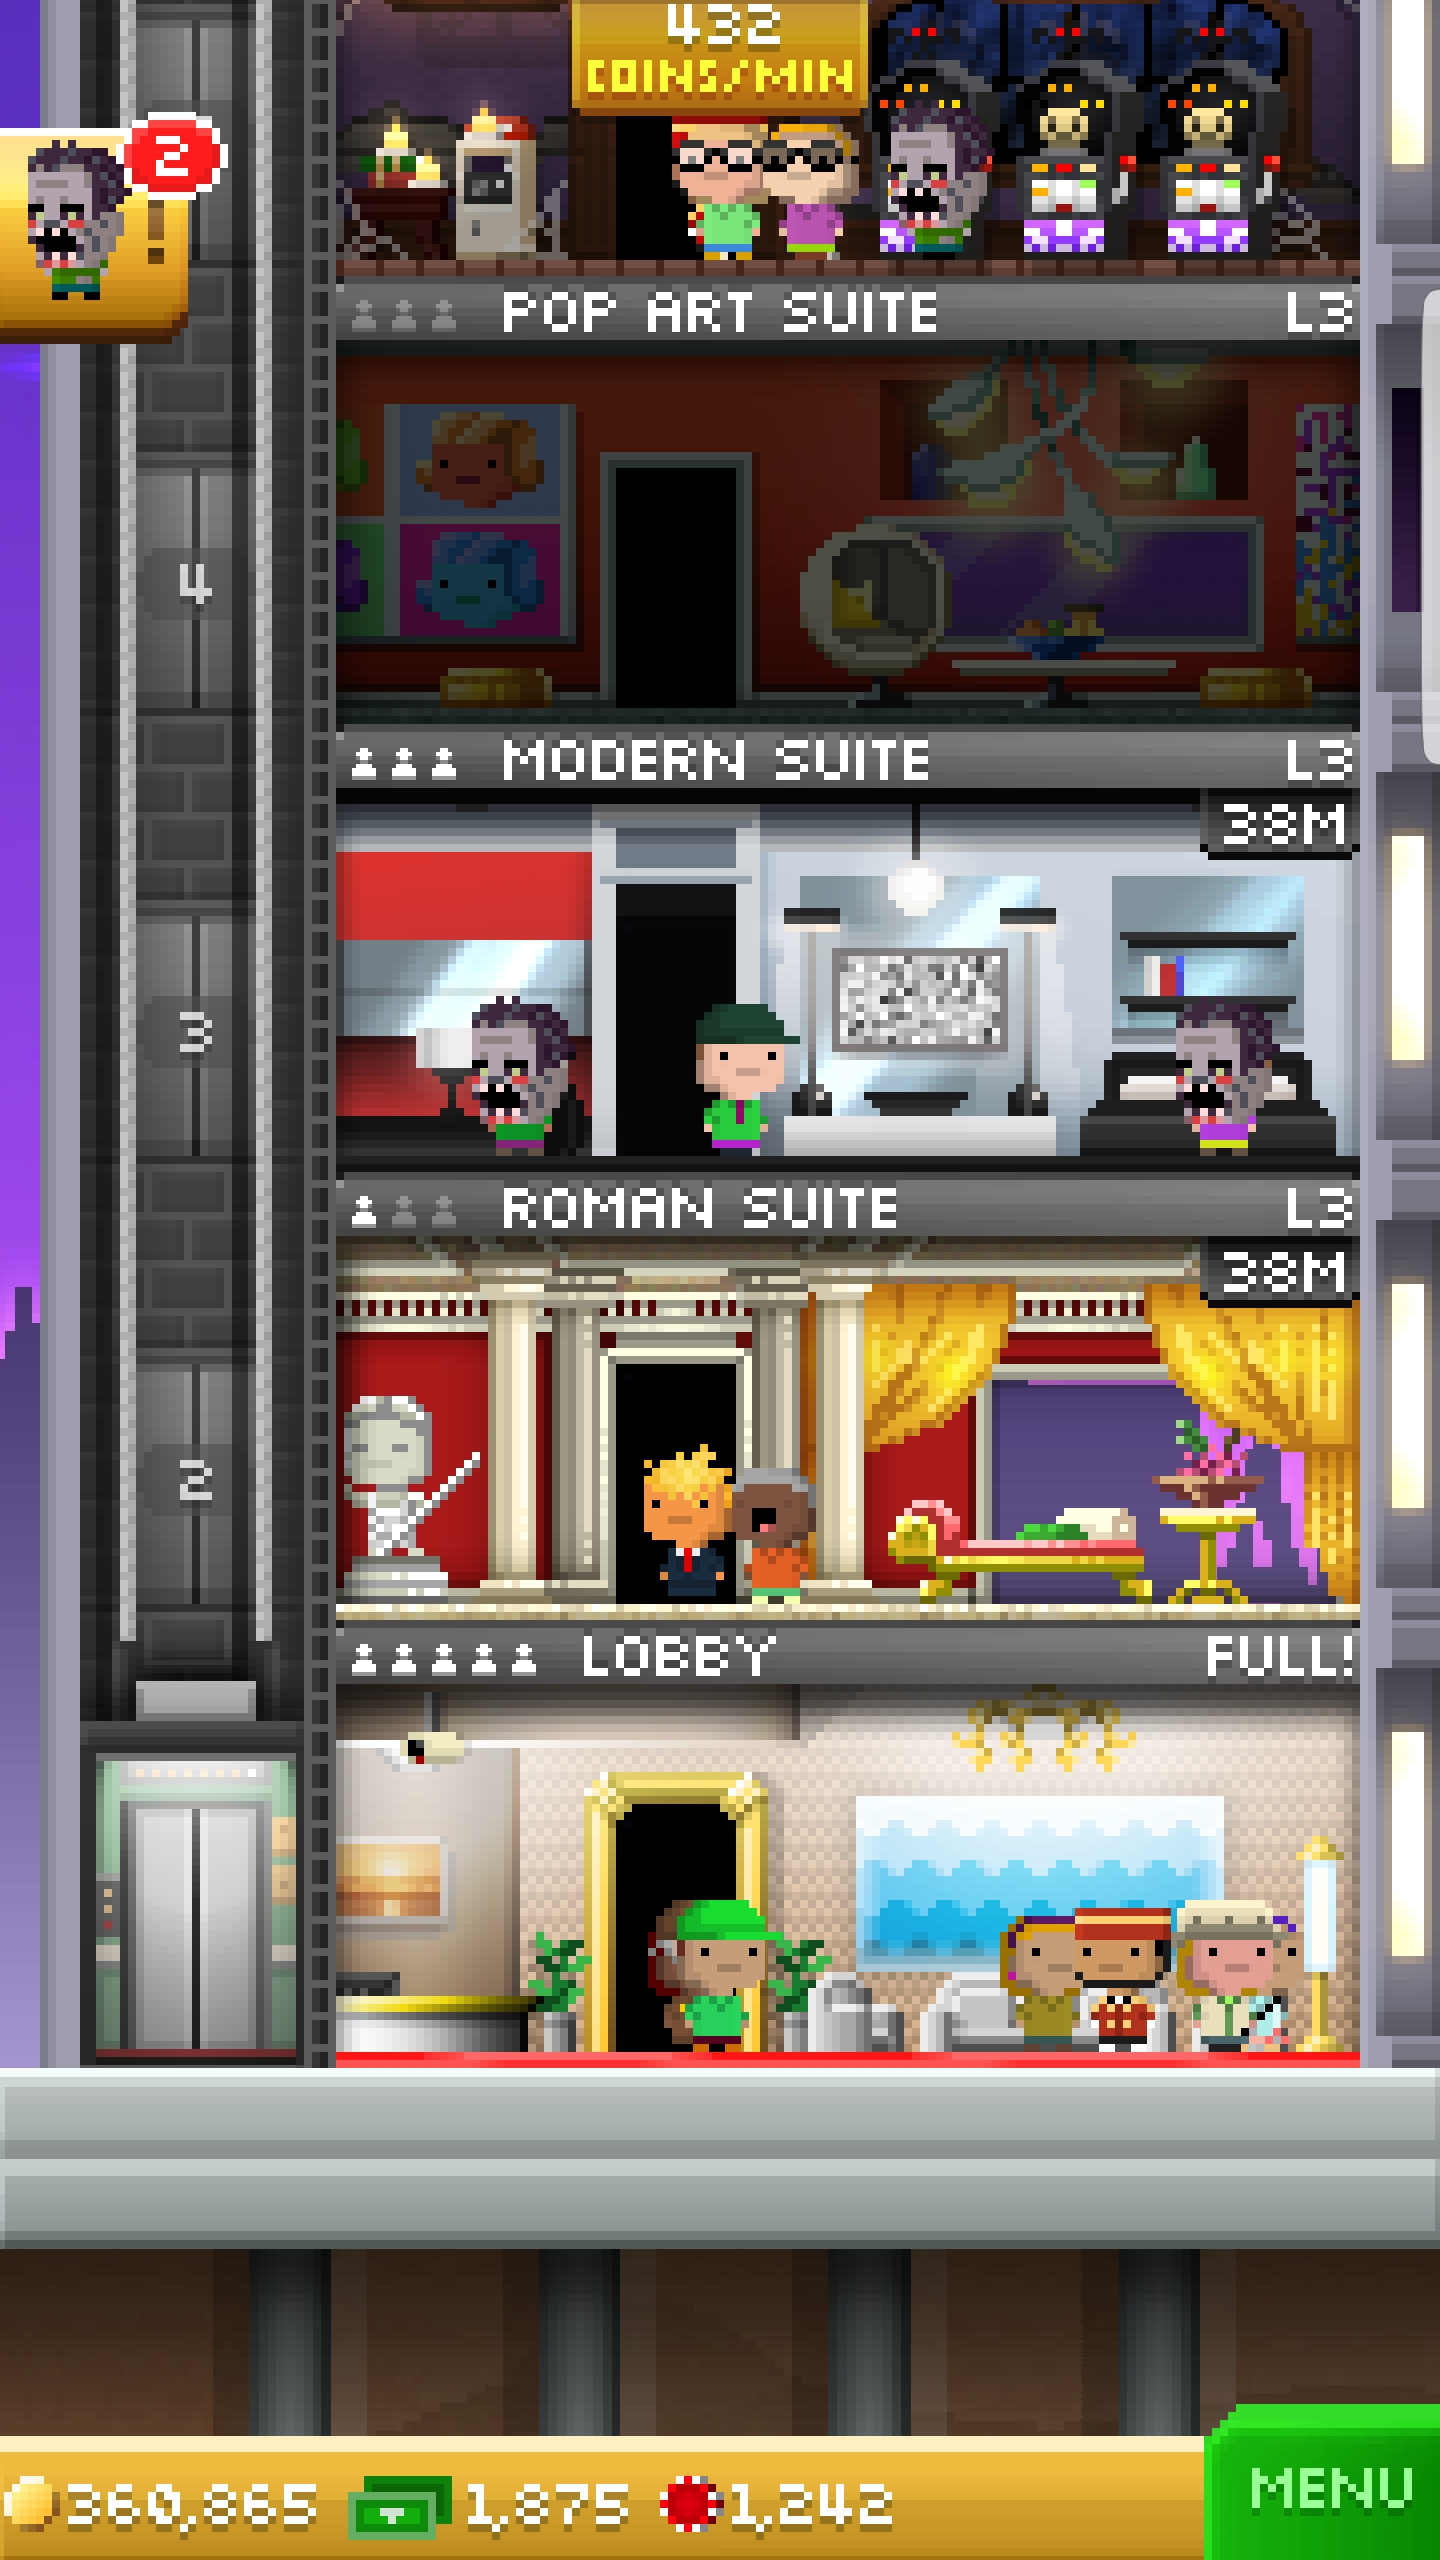 432
COINS/MIN
2
!
POP ART SUITE L3
4
MODERN SUITE L3
38M
3
ROMAN SUITE L3
38M
2
LOBBY FULL!
360,865 1,875 1,242
MENU